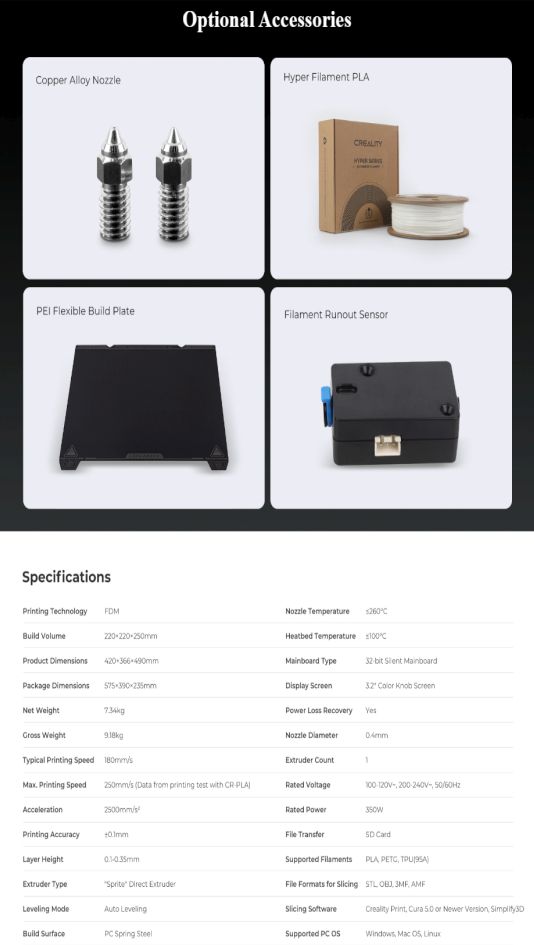 Optional Accessories
Copper Alloy Nozzle
Hyper Filament PLA
CREALITY
HYPER SERIES
PEI Flexible Build Plate
Filament Runout Sensor
Specifications
Printing Technology FDM
Nozzle Temperature ≤260°C
Build Volume 220×220×250mm
Heatbed Temperature ≤100°C
Product Dimensions 420×366×490mm
Mainboard Type 32-bit Silent Mainboard
Package Dimensions 575×390×235mm
Display Screen 3.2" Color Knob Screen
Net Weight 7.34kg
Power Loss Recovery Yes
Gross Weight 9.18kg
Nozzle Diameter 0.4mm
Typical Printing Speed 180mm/s
Extruder Count 1
Max. Printing Speed 250mm/s (Data from printing test with CR-PLA)
Rated Voltage 100-120V~, 200-240V~, 50/60Hz
Acceleration 2500mm/s²
Rated Power 350W
Printing Accuracy ±0.1mm
File Transfer SD Card
Layer Height 0.1-0.35mm
Supported Filaments PLA, PETG, TPU(95A)
Extruder Type "Sprite" Direct Extruder
File Formats for Slicing STL, OBJ, 3MF, AMF
Leveling Mode Auto Leveling
Slicing Software Creality Print, Cura 5.0 or Newer Version, Simplify3D
Build Surface PC Spring Steel
Supported PC OS Windows, Mac OS, Linux